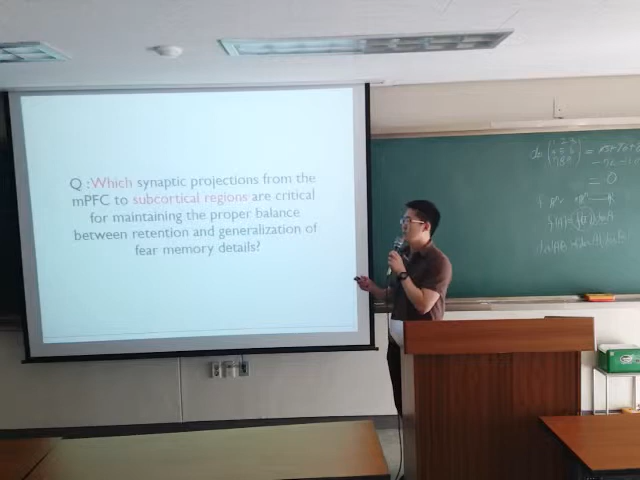 Q :Which synaptic projections from the
mPFC to subcortical regions are critical
for maintaining the proper balance
between retention and generalization of
fear memory details?
= 0